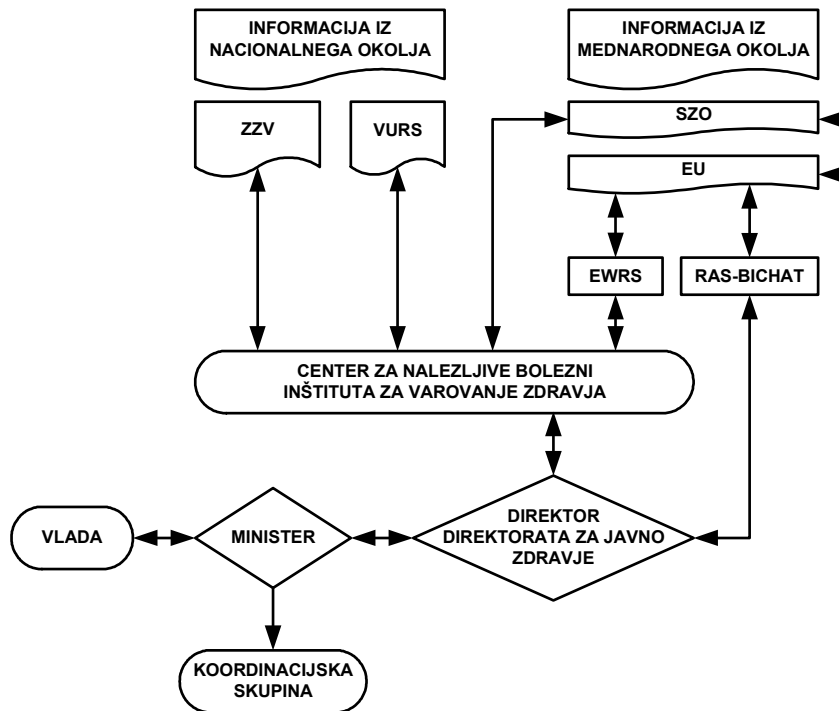 INFORMACIJA IZ
NACIONALNEGA OKOLJA
INFORMACIJA IZ
MEDNARODNEGA OKOLJA
ZZV
VURS
SZO
EU
EWRS
RAS-BICHAT
CENTER ZA NALEZLJIVE BOLEZNI
INŠTITUTA ZA VAROVANJE ZDRAVJA
VLADA
MINISTER
DIREKTOR
DIREKTORATA ZA JAVNO
ZDRAVJE
KOORDINACIJSKA
SKUPINA